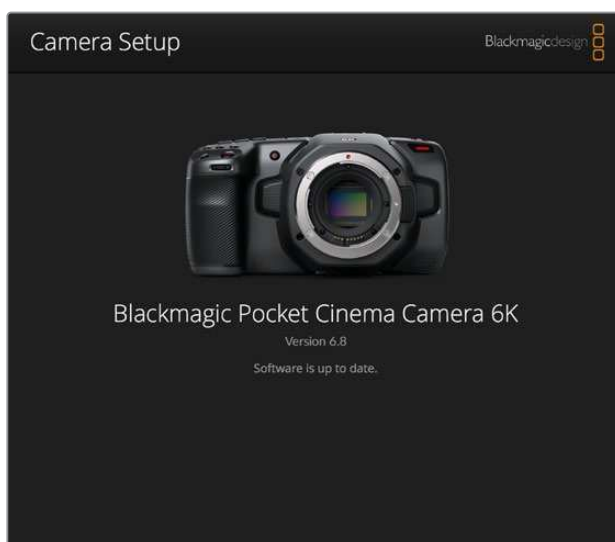 Camera Setup
Blackmagicdesign
Blackmagic Pocket Cinema Camera 6K
Version 6.8
Software is up to date.